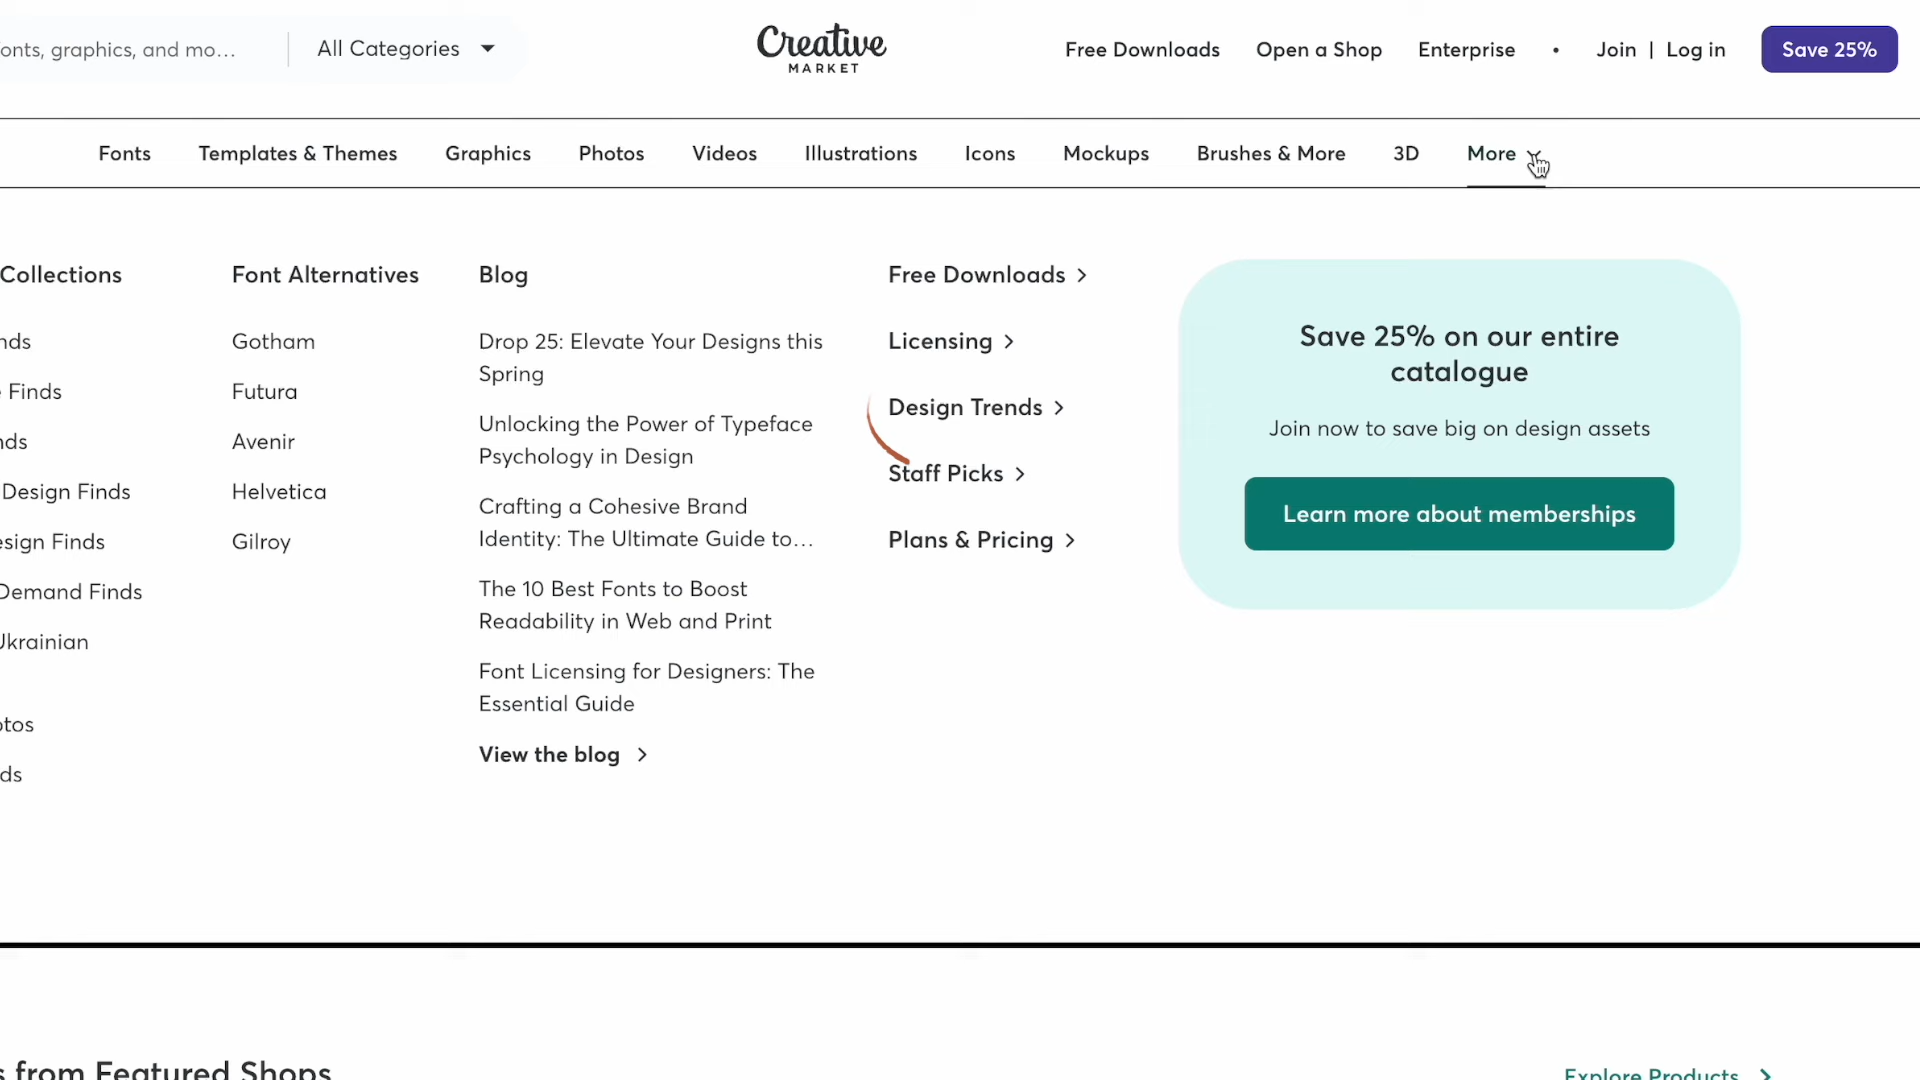 onts, graphics, and mo...
All Categories
Creative
MARKET
Free Downloads
Open a Shop
Enterprise
•
Join | Log in
Save 25%
Fonts
Templates & Themes
Graphics
Photos
Videos
Illustrations
Icons
Mockups
Brushes & More
3D
More
Collections
nds
Finds
nds
Design Finds
esign Finds
Demand Finds
Ukrainian
otos
ds
Font Alternatives
Gotham
Futura
Avenir
Helvetica
Gilroy
Blog
Drop 25: Elevate Your Designs this
Spring
Unlocking the Power of Typeface
Psychology in Design
Crafting a Cohesive Brand
Identity: The Ultimate Guide to...
The 10 Best Fonts to Boost
Readability in Web and Print
Font Licensing for Designers: The
Essential Guide
View the blog
Free Downloads
Licensing
Design Trends
Staff Picks
Plans & Pricing
Save 25% on our entire
catalogue
Join now to save big on design assets
Learn more about memberships
s from Featured Shops
Explore Products